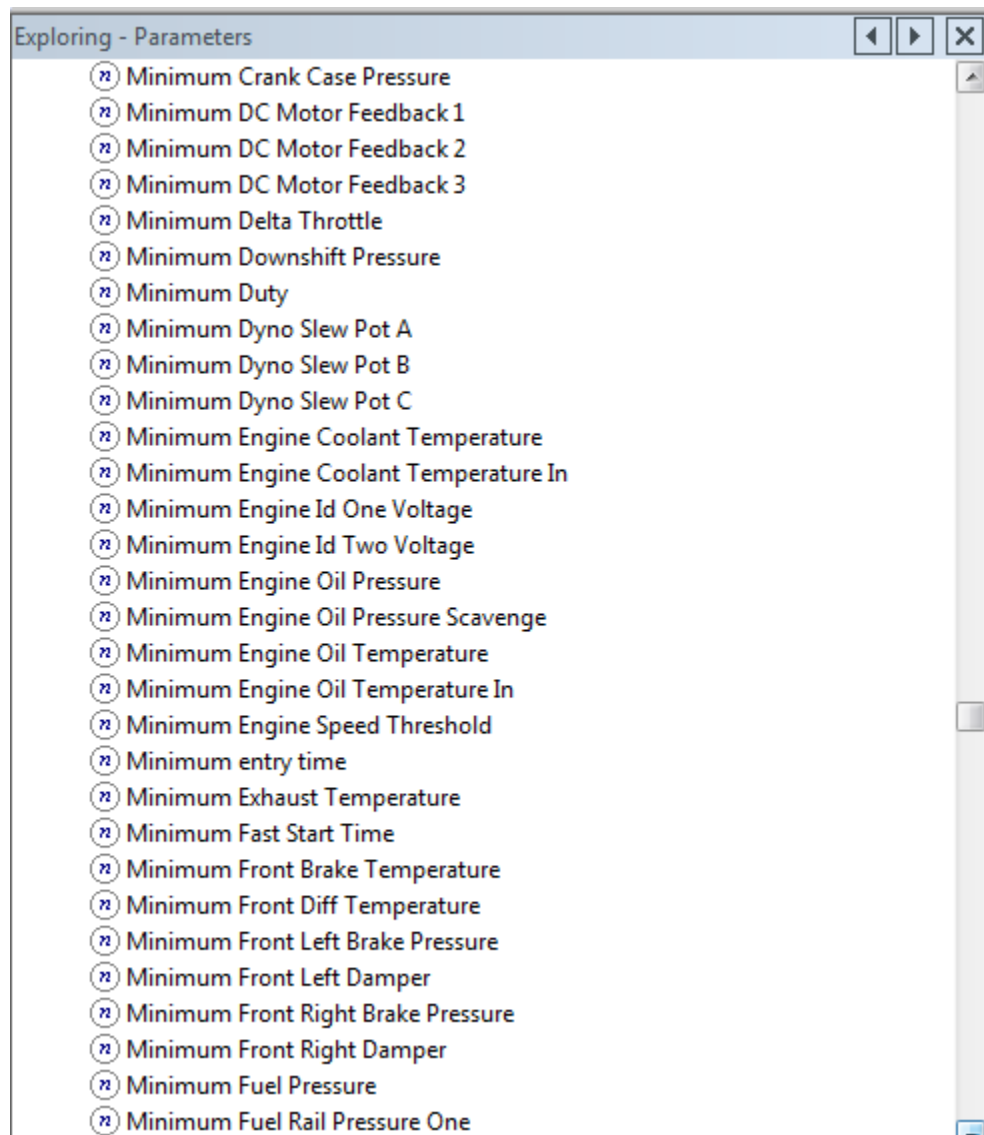 Exploring - Parameters
Minimum Crank Case Pressure
Minimum DC Motor Feedback 1
Minimum DC Motor Feedback 2
Minimum DC Motor Feedback 3
Minimum Delta Throttle
Minimum Downshift Pressure
Minimum Duty
Minimum Dyno Slew Pot A
Minimum Dyno Slew Pot B
Minimum Dyno Slew Pot C
Minimum Engine Coolant Temperature
Minimum Engine Coolant Temperature In
Minimum Engine Id One Voltage
Minimum Engine Id Two Voltage
Minimum Engine Oil Pressure
Minimum Engine Oil Pressure Scavenge
Minimum Engine Oil Temperature
Minimum Engine Oil Temperature In
Minimum Engine Speed Threshold
Minimum entry time
Minimum Exhaust Temperature
Minimum Fast Start Time
Minimum Front Brake Temperature
Minimum Front Diff Temperature
Minimum Front Left Brake Pressure
Minimum Front Left Damper
Minimum Front Right Brake Pressure
Minimum Front Right Damper
Minimum Fuel Pressure
Minimum Fuel Rail Pressure One